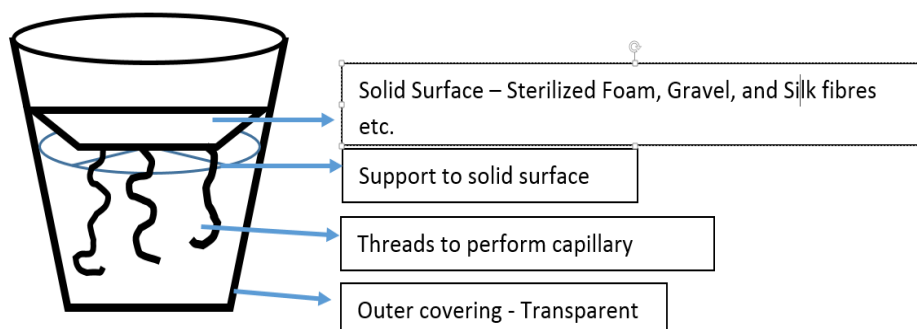 Solid Surface – Sterilized Foam, Gravel, and Silk fibres
etc.
Support to solid surface
Threads to perform capillary
Outer covering - Transparent